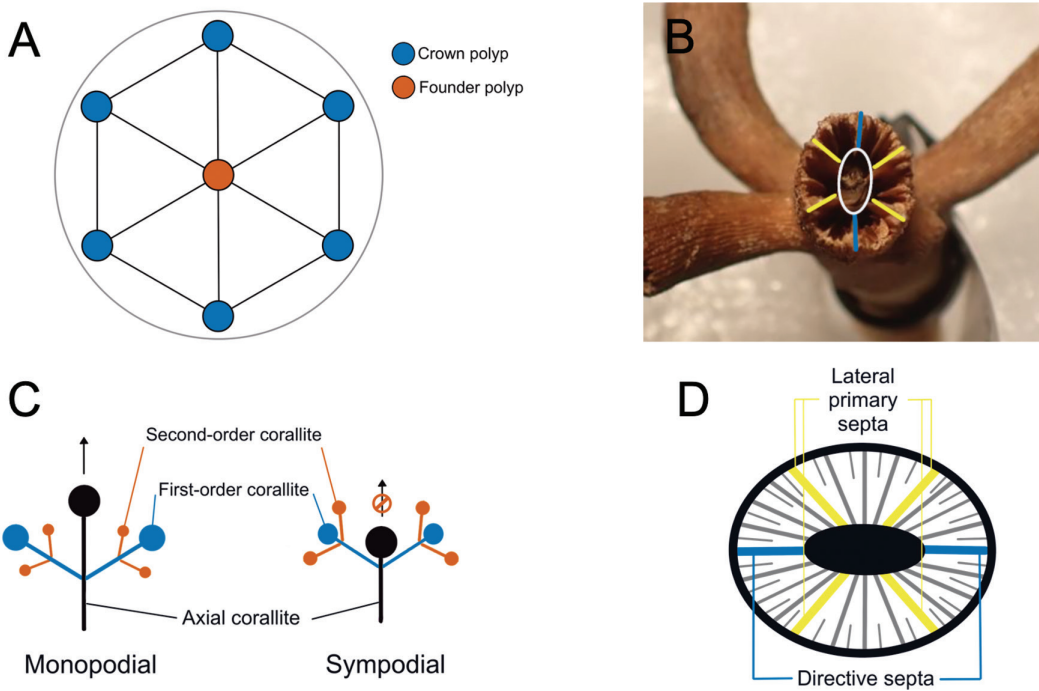 A
Crown polyp
Founder polyp
B
C
Second-order corallite
First-order corallite
Axial corallite
Monopodial
Sympodial
D
Lateral
primary
septa
Directive septa